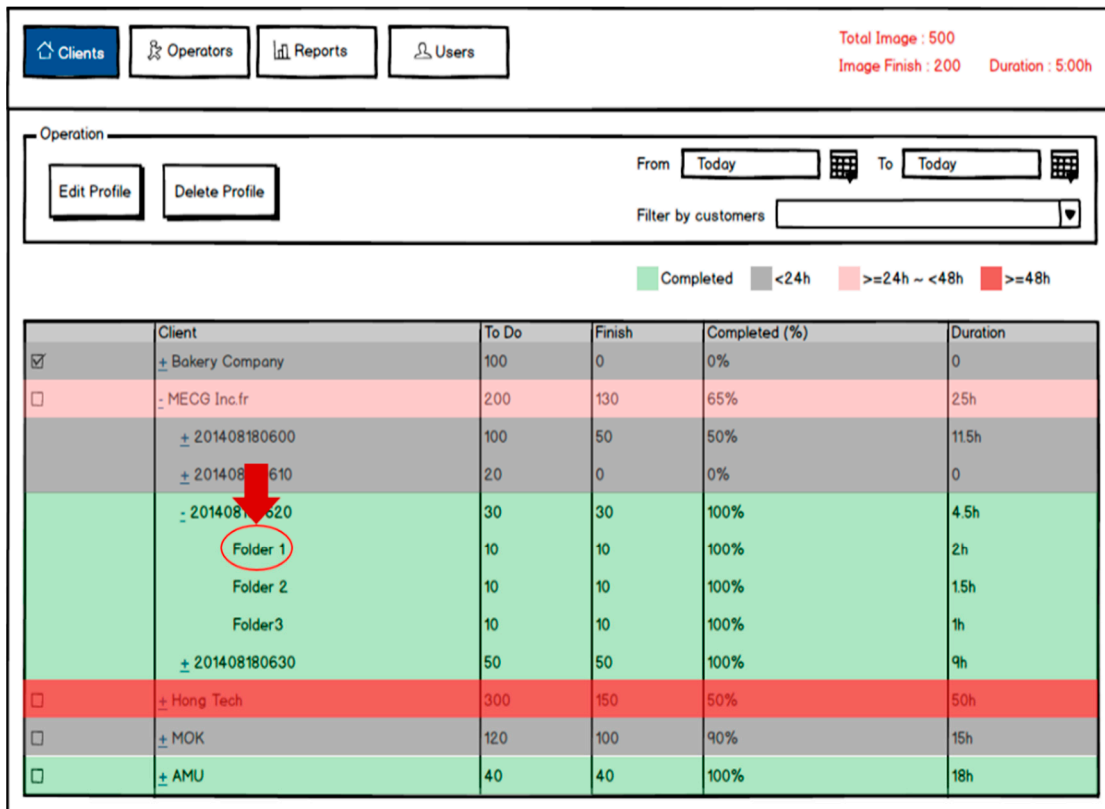 Clients Operators Reports Users
Total Image : 500
Image Finish : 200 Duration : 5:00h
Operation
Edit Profile Delete Profile
From Today To Today
Filter by customers
Completed <24h >=24h ~ <48h >=48h
Client To Do Finish Completed (%) Duration
+ Bakery Company 100 0 0% 0
- MECG Inc.fr 200 130 65% 25h
+ 201408180600 100 50 50% 11.5h
+ 201408 610 20 0 0% 0
- 2014081 620 30 30 100% 4.5h
Folder 1 10 10 100% 2h
Folder 2 10 10 100% 1.5h
Folder3 10 10 100% 1h
+ 201408180630 50 50 100% 9h
+ Hong Tech 300 150 50% 50h
+ MOK 120 100 90% 15h
+ AMU 40 40 100% 18h